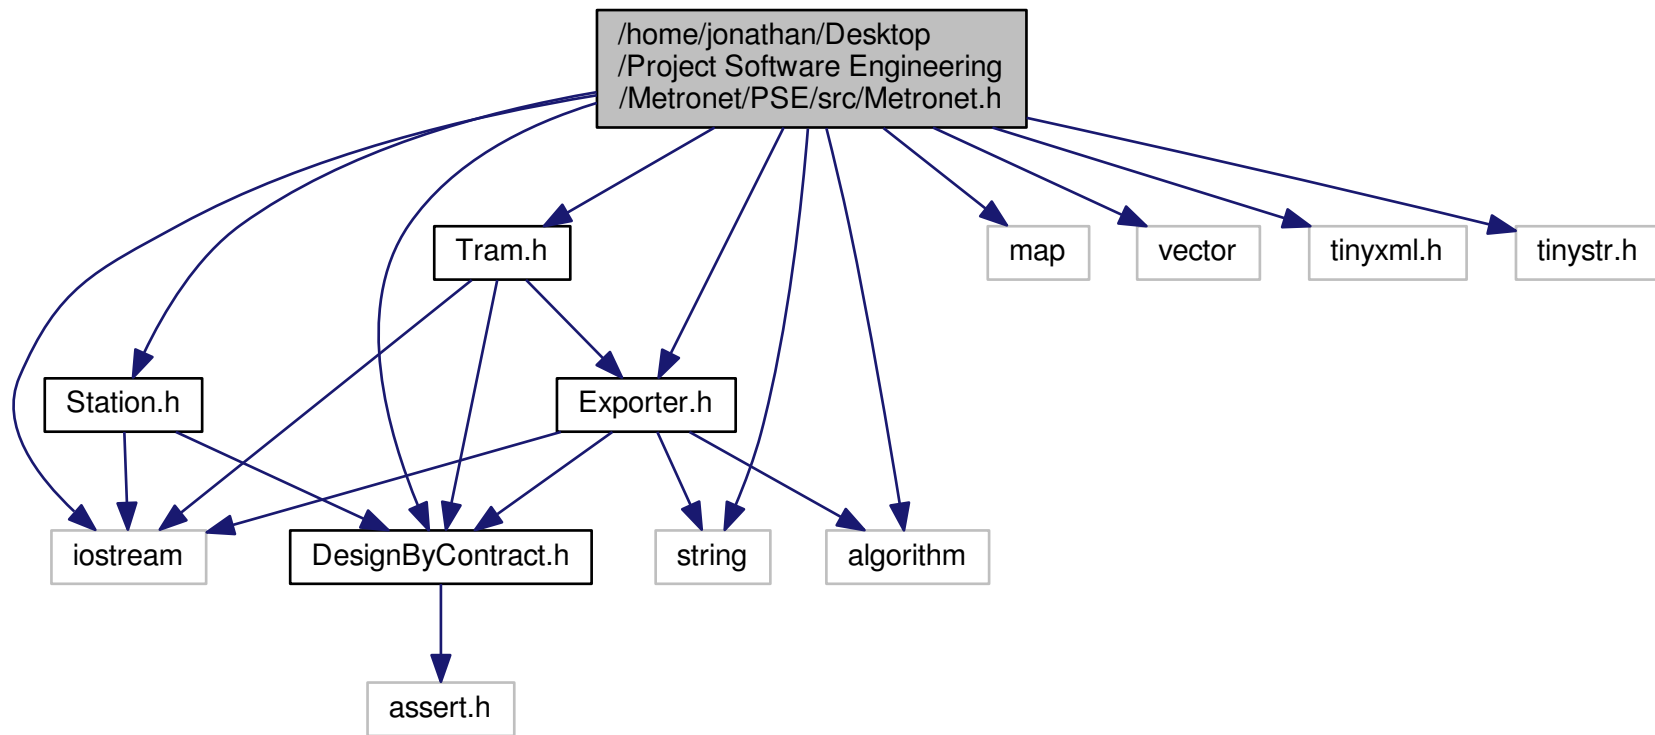 /home/jonathan/Desktop
/Project Software Engineering
/Metronet/PSE/src/Metronet.h
Tram.h
map
vector
tinyxml.h
tinystr.h
Station.h
Exporter.h
iostream
DesignByContract.h
string
algorithm
assert.h